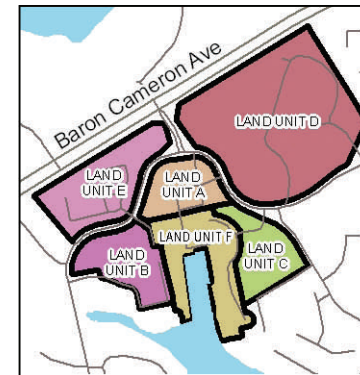 Baron Cameron Ave
LAND UNIT D
LAND
UNIT E
LAND
UNIT A
LAND UNIT F
LAND
UNIT B
LAND
UNIT C